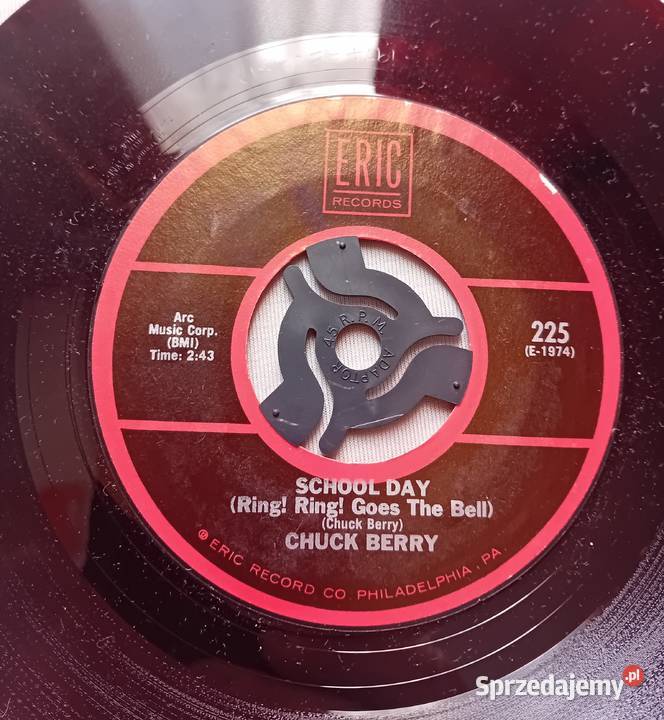 ERIC
RECORDS
Arc
Music Corp.
(BMI)
Time: 2:43
225
(E-1974)
45 R.P.M. ADAPTOR
SCHOOL DAY
(Ring! Ring! Goes The Bell)
(Chuck Berry)
CHUCK BERRY
℗ ERIC RECORD CO. PHILADELPHIA, PA.
Sprzedajemy.pl